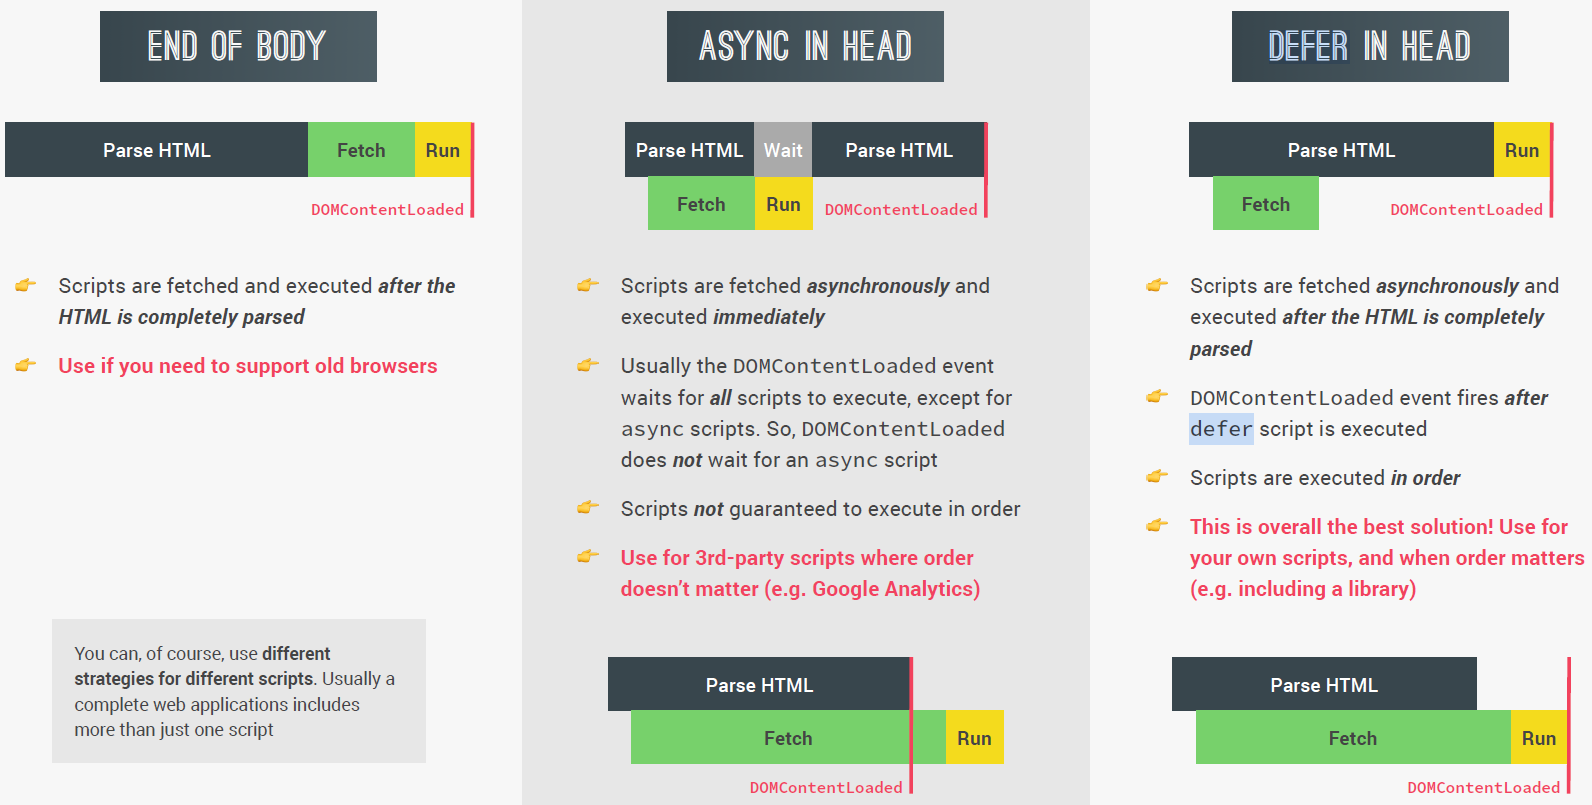 END OF BODY
Parse HTML
Fetch
Run
DOMContentLoaded
Scripts are fetched and executed after the
HTML is completely parsed
Use if you need to support old browsers
You can, of course, use different
strategies for different scripts. Usually a
complete web applications includes
more than just one script
ASYNC IN HEAD
Parse HTML
Wait
Parse HTML
Fetch
Run
DOMContentLoaded
Scripts are fetched asynchronously and
executed immediately
Usually the DOMContentLoaded event
waits for all scripts to execute, except for
async scripts. So, DOMContentLoaded
does not wait for an async script
Scripts not guaranteed to execute in order
Use for 3rd-party scripts where order
doesn’t matter (e.g. Google Analytics)
Parse HTML
Fetch
Run
DOMContentLoaded
DEFER IN HEAD
Parse HTML
Run
Fetch
DOMContentLoaded
Scripts are fetched asynchronously and
executed after the HTML is completely
parsed
DOMContentLoaded event fires after
defer script is executed
Scripts are executed in order
This is overall the best solution! Use for
your own scripts, and when order matters
(e.g. including a library)
Parse HTML
Fetch
Run
DOMContentLoaded